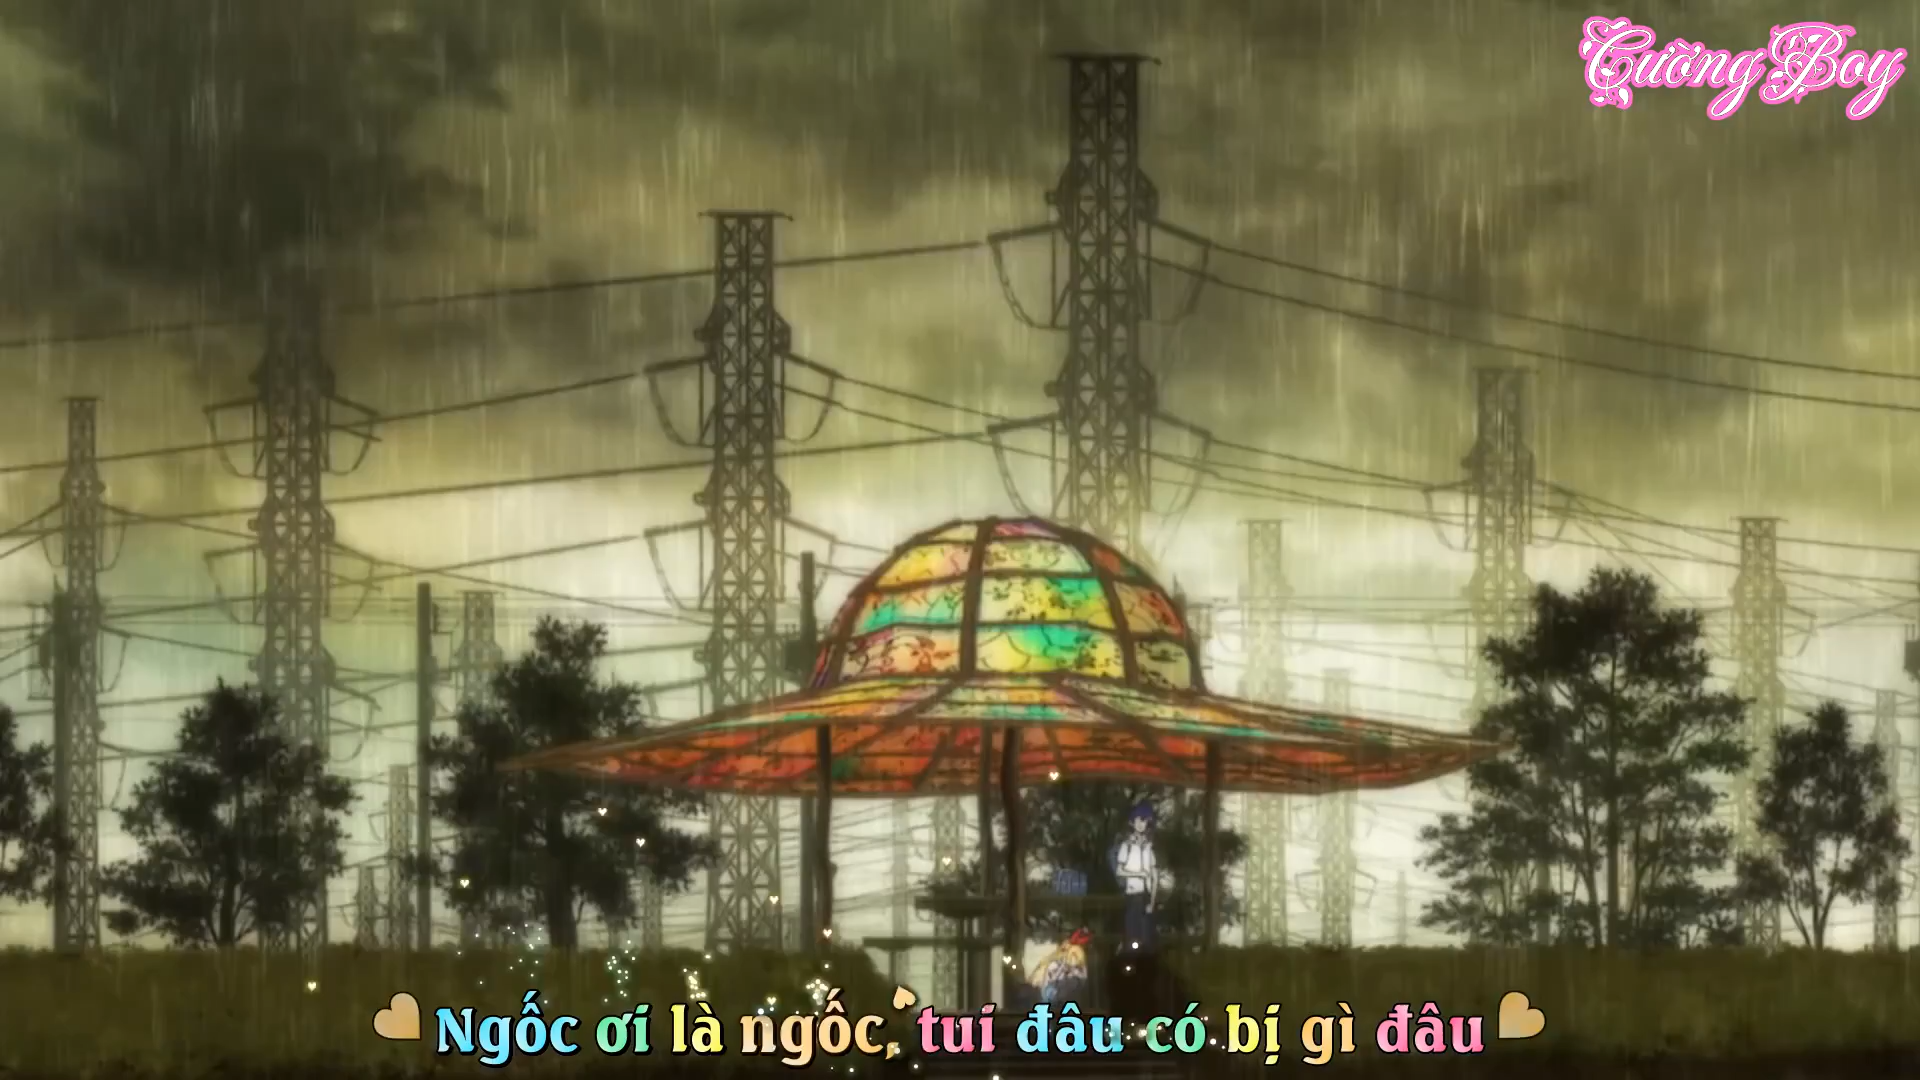 Cường Boy
Ngốc ơi là ngốc, tui đâu có bị gì đâu